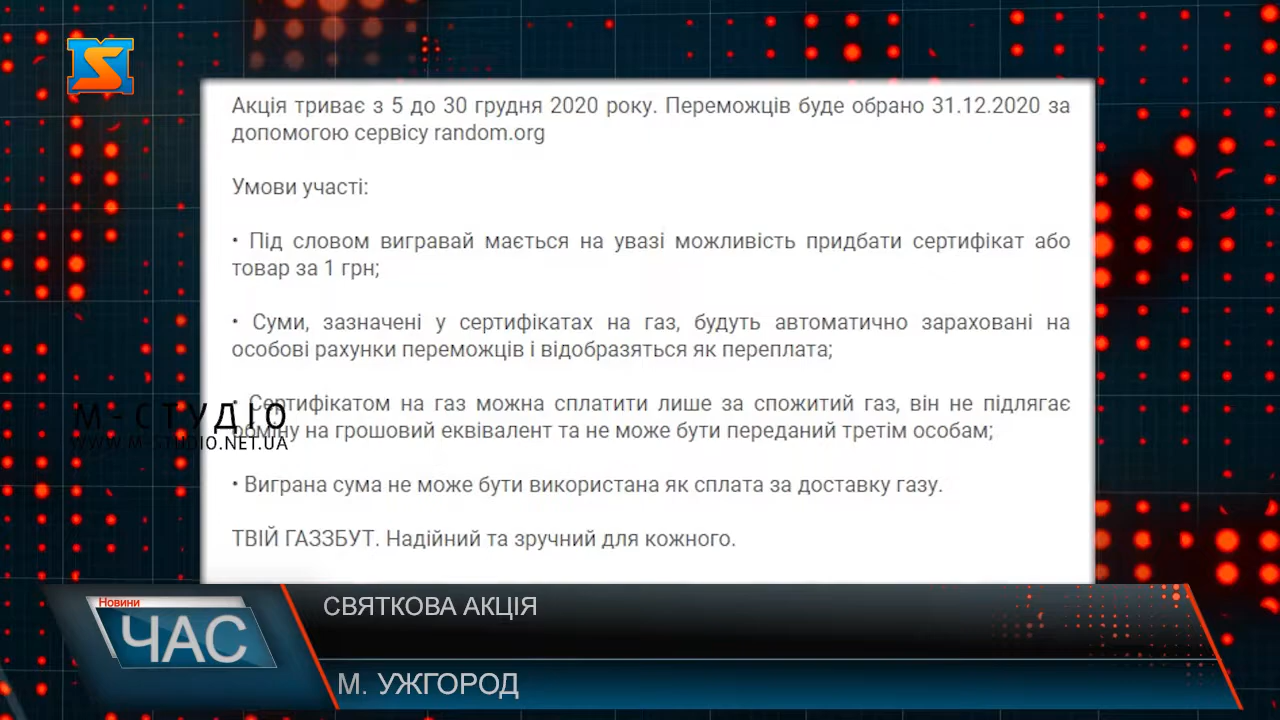 Акція триває з 5 до 30 грудня 2020 року. Переможців буде обрано 31.12.2020 за
допомогою сервісу random.org
Умови участі:
• Під словом вигравай мається на увазі можливість придбати сертифікат або
товар за 1 грн;
• Суми, зазначені у сертифікатах на газ, будуть автоматично зараховані на
особові рахунки переможців і відобразяться як переплата;
• Сертифікатом на газ можна сплатити лише за спожитий газ, він не підлягає
обміну на грошовий еквівалент та не може бути переданий третім особам;
М-СТУДІО
WWW.M-STUDIO.NET.UA
• Виграна сума не може бути використана як сплата за доставку газу.
ТВІЙ ГАЗЗБУТ. Надійний та зручний для кожного.
Новини
ЧАС
СВЯТКОВА АКЦІЯ
М. УЖГОРОД